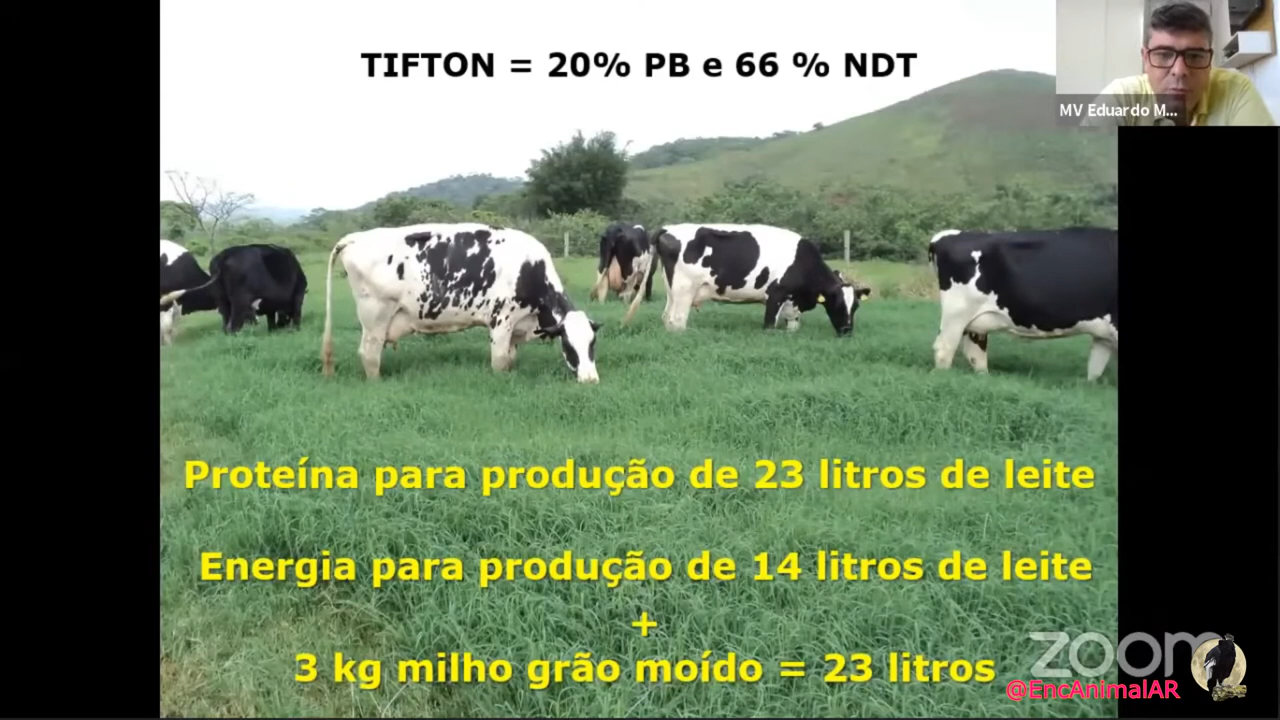 TIFTON = 20% PB e 66 % NDT
MV Eduardo M...
Proteína para produção de 23 litros de leite
Energia para produção de 14 litros de leite
+
3 kg milho grão moído = 23 litros
zoom
@EncAnimalAR